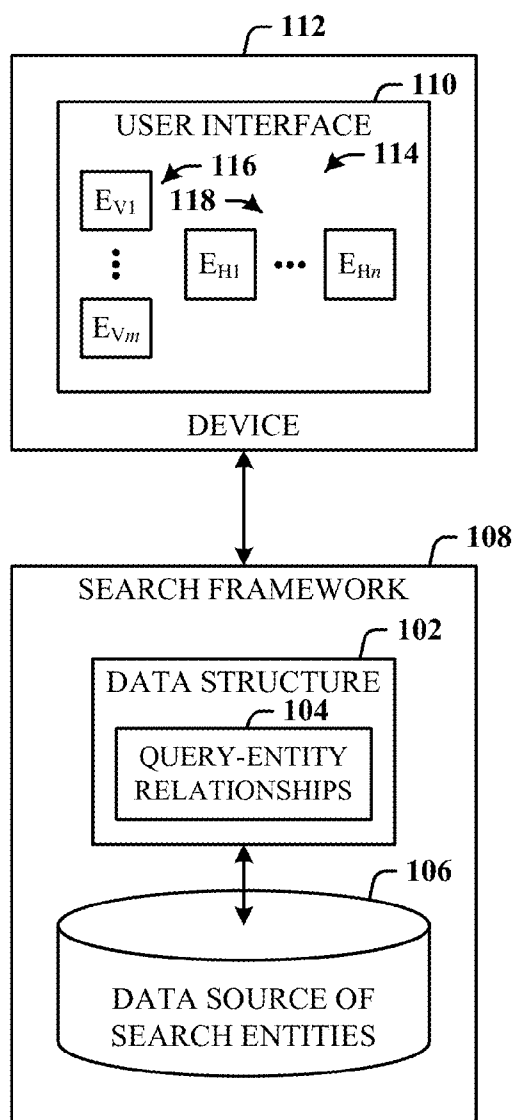 112
110
USER INTERFACE
116
114
118
E_V1
E_H1
E_Hn
E_Vm
DEVICE
108
SEARCH FRAMEWORK
102
DATA STRUCTURE
104
QUERY-ENTITY
RELATIONSHIPS
106
DATA SOURCE OF
SEARCH ENTITIES